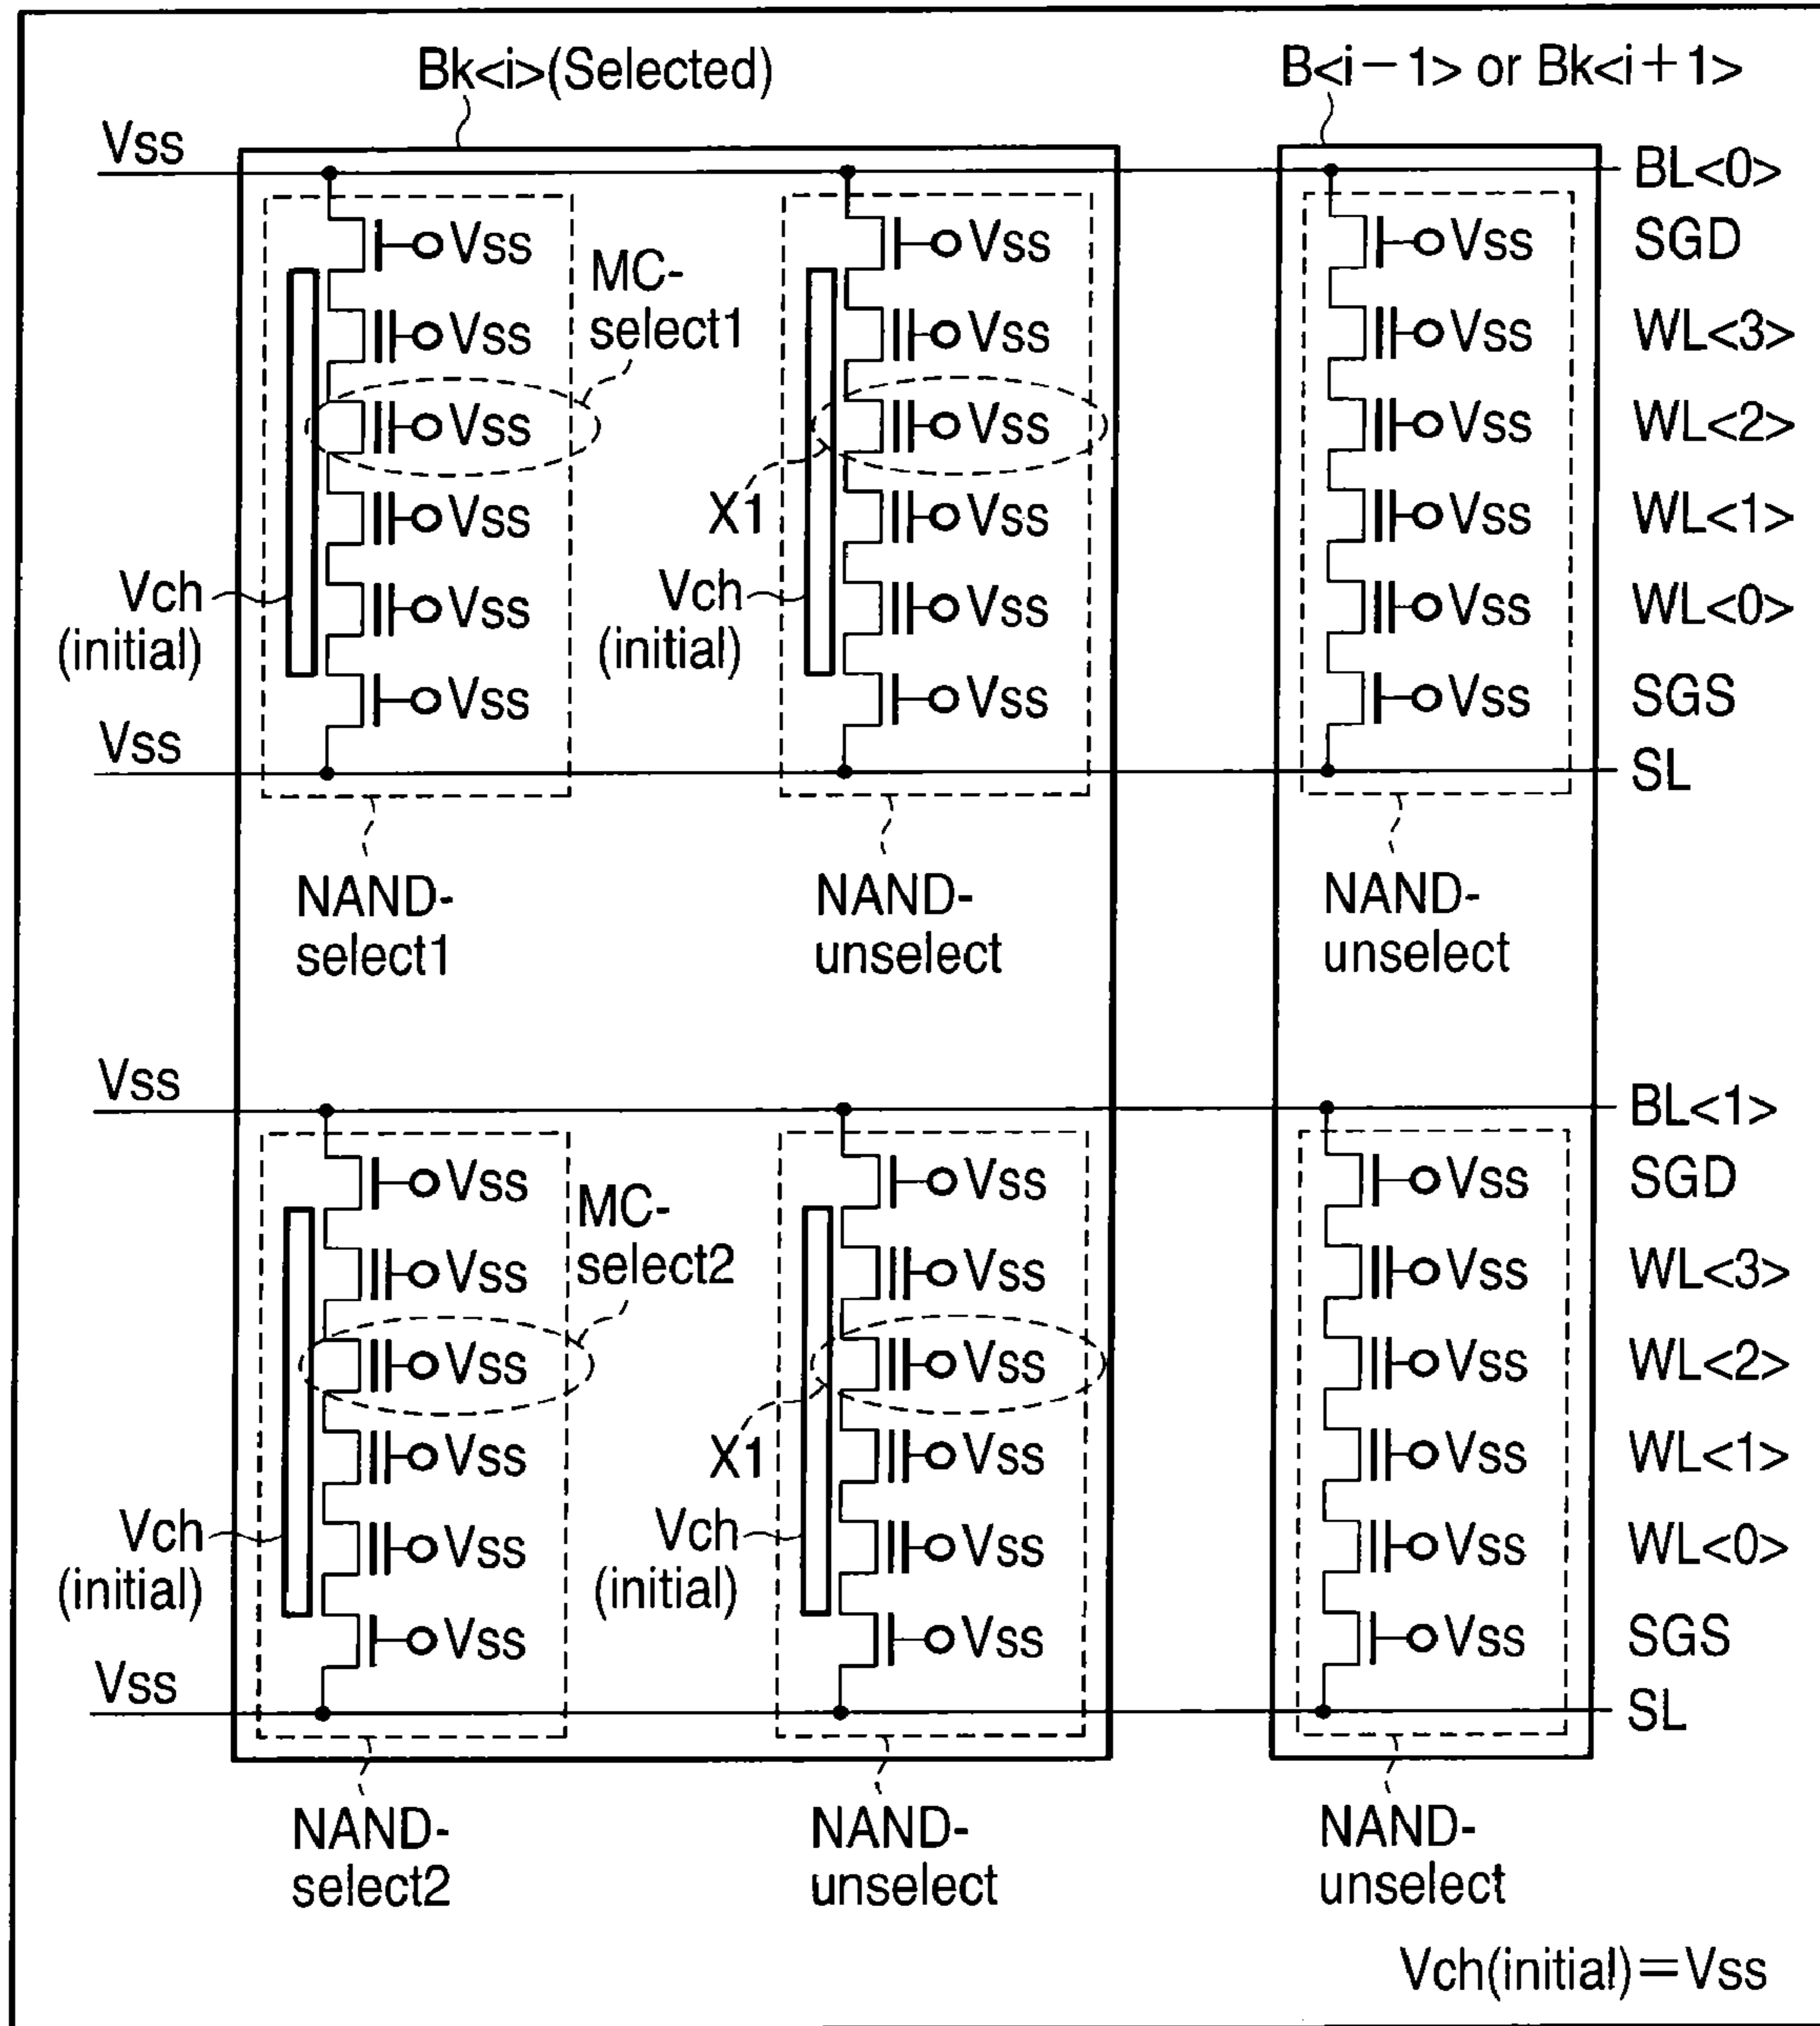 Bk<i>(Selected)
B<i-1> or Bk<i+1>
Vss
BL<0>
Vss
Vss
Vss
SGD
MC-
select1
Vss
Vss
Vss
WL<3>
Vss
Vss
Vss
WL<2>
X1
Vss
Vss
Vss
WL<1>
Vch
(initial)
Vss
Vch
(initial)
Vss
Vss
WL<0>
Vss
Vss
Vss
SGS
Vss
SL
NAND-
select1
NAND-
unselect
NAND-
unselect
Vss
BL<1>
Vss
Vss
Vss
SGD
MC-
select2
Vss
Vss
Vss
WL<3>
Vss
Vss
Vss
WL<2>
X1
Vss
Vss
Vss
WL<1>
Vch
(initial)
Vss
Vch
(initial)
Vss
Vss
WL<0>
Vss
Vss
Vss
SGS
Vss
SL
NAND-
select2
NAND-
unselect
NAND-
unselect
Vch(initial)=Vss